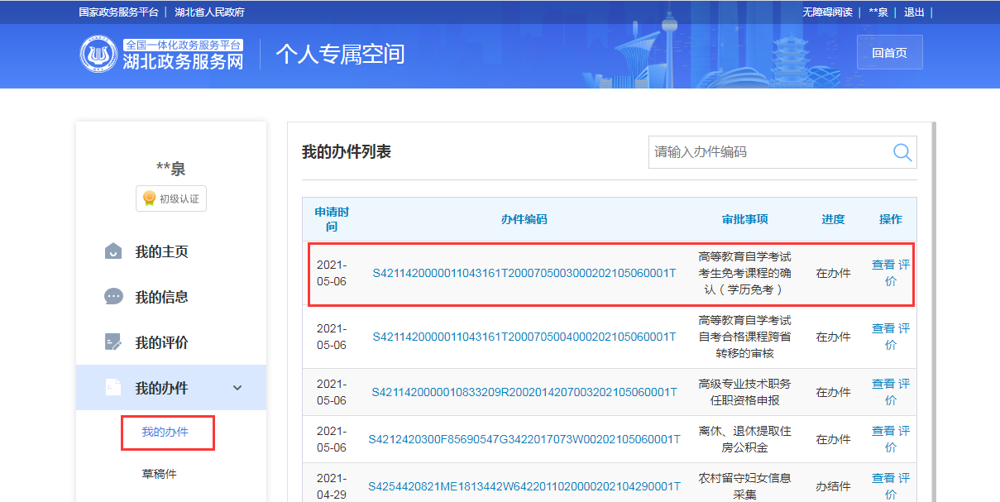 国家政务服务平台 | 湖北省人民政府
无障碍阅读 | **泉 | 退出 |
全国一体化政务服务平台
湖北政务服务网
个人专属空间
回首页
**泉
初级认证
我的主页
我的信息
我的评价
我的办件
我的办件
草稿件
我的办件列表
请输入办件编码
申请时
间
办件编码
审批事项
进度
操作
2021-
05-06
S4211420000011043161T2000705003000202105060001T
高等教育自学考试
考生免考课程的确
认（学历免考）
在办件
查看 评
价
2021-
05-06
S4211420000011043161T2000705004000202105060001T
高等教育自学考试
自考合格课程跨省
转移的审核
在办件
查看 评
价
2021-
05-06
S4211420000010833209R2002014207003202105060001T
高级专业技术职务
任职资格申报
在办件
查看 评
价
2021-
05-06
S4212420300F85690547G3422017073W00202105060001T
离休、退休提取住
房公积金
在办件
查看 评
价
2021-
04-29
S4254420821ME1813442W6422011020000202104290001T
农村留守妇女信息
采集
办结件
查看 评
价